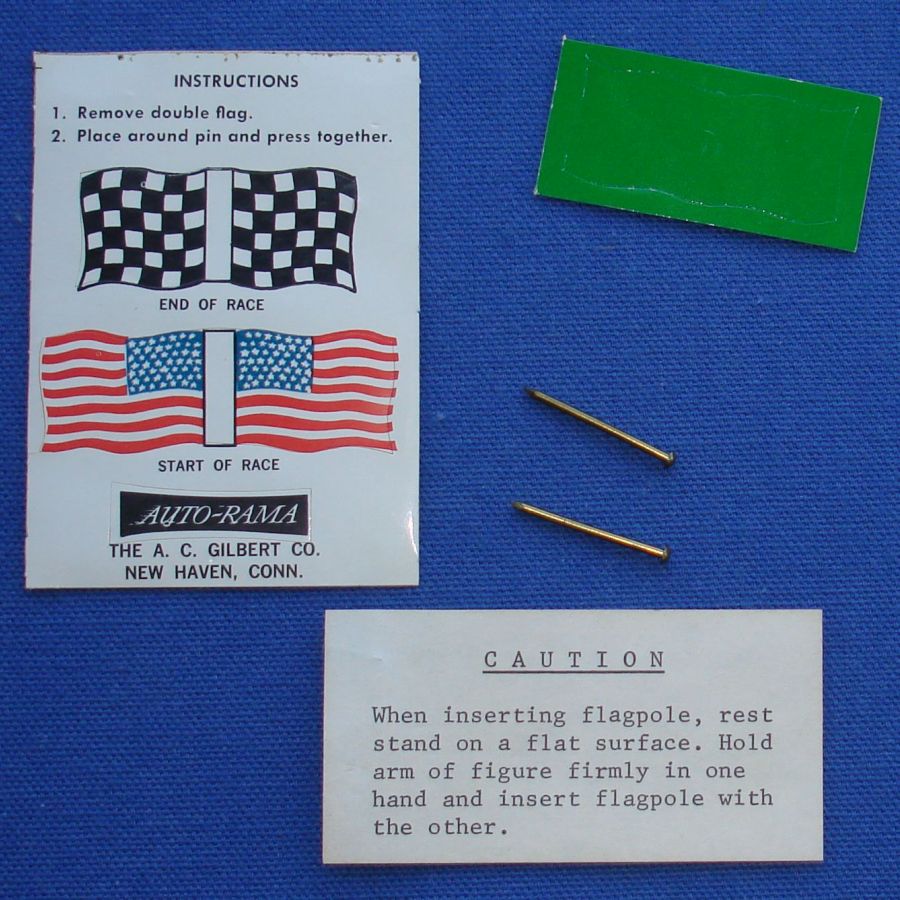 INSTRUCTIONS
1. Remove double flag.
2. Place around pin and press together.
END OF RACE
START OF RACE
AUTO-RAMA
THE A. C. GILBERT CO.
NEW HAVEN, CONN.
CAUTION
When inserting flagpole, rest
stand on a flat surface. Hold
arm of figure firmly in one
hand and insert flagpole with
the other.